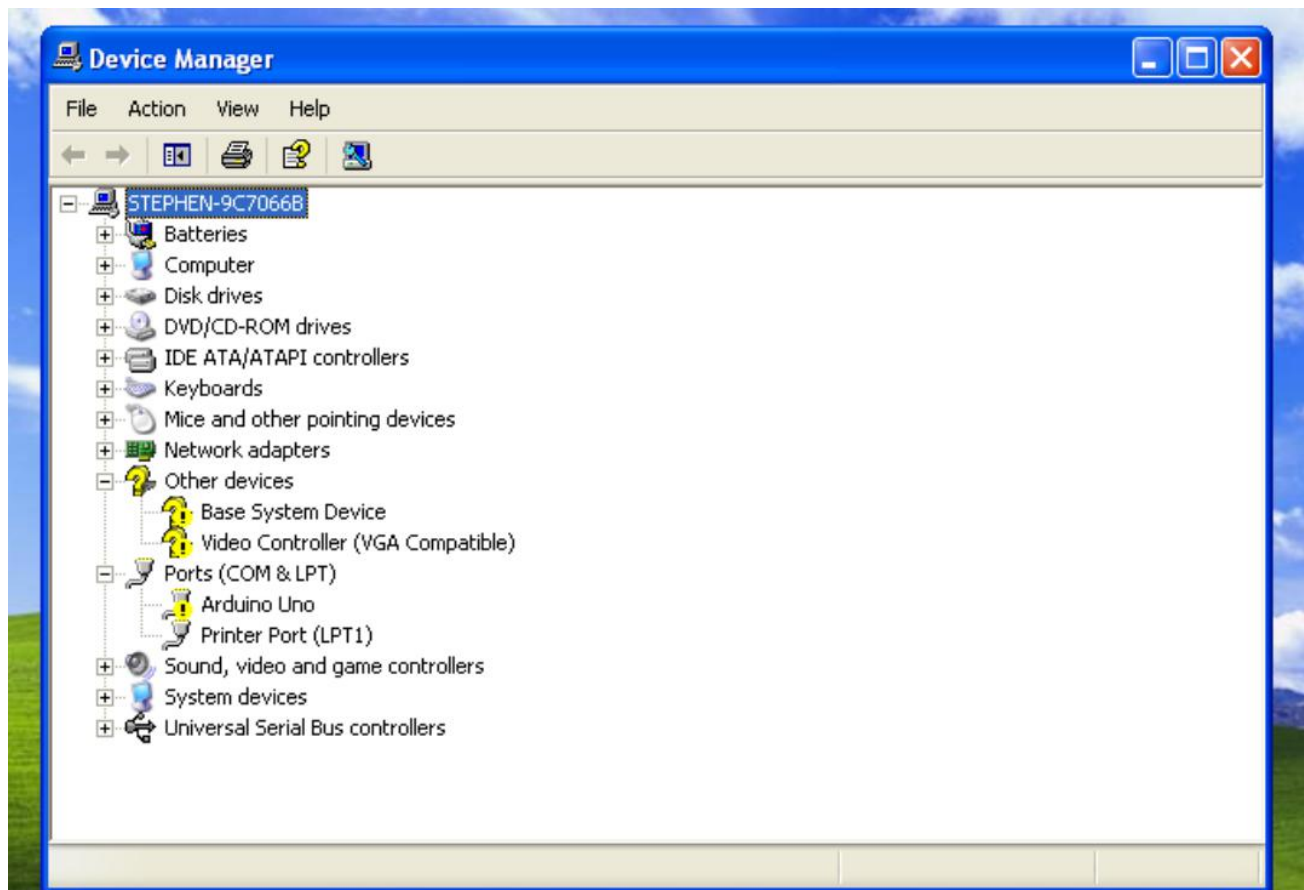 Device Manager
File Action View Help
STEPHEN-9C7066B
Batteries
Computer
Disk drives
DVD/CD-ROM drives
IDE ATA/ATAPI controllers
Keyboards
Mice and other pointing devices
Network adapters
Other devices
Base System Device
Video Controller (VGA Compatible)
Ports (COM & LPT)
Arduino Uno
Printer Port (LPT1)
Sound, video and game controllers
System devices
Universal Serial Bus controllers